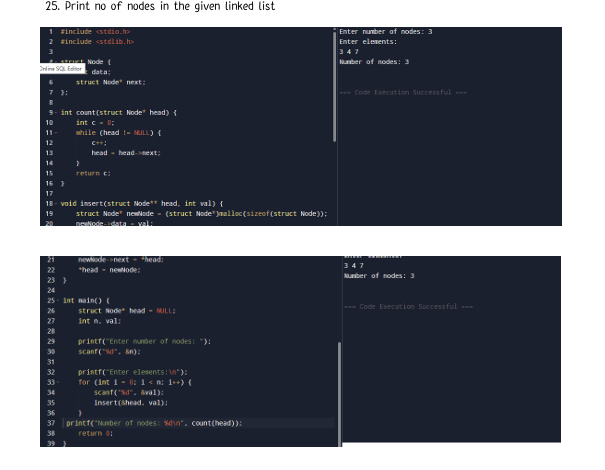 25. Print no of nodes in the given linked list
1 #include <stdio.h>
2 #include <stdlib.h>
3
4 struct Node {
Online SQL Editor
data;
6 struct Node* next;
7 };
8
9 int count(struct Node* head) {
10 int c = 0;
11 while (head != NULL) {
12 c++;
13 head = head->next;
14 }
15 return c;
16 }
17
18 void insert(struct Node** head, int val) {
19 struct Node* newNode = (struct Node*)malloc(sizeof(struct Node));
20 newNode->data = val;
Enter number of nodes: 3
Enter elements:
3 4 7
Number of nodes: 3
=== Code Execution Successful ===
21 newNode->next = *head;
22 *head = newNode;
23 }
24
25 int main() {
26 struct Node* head = NULL;
27 int n, val;
28
29 printf("Enter number of nodes: ");
30 scanf("%d", &n);
31
32 printf("Enter elements:\n");
33 for (int i = 0; i < n; i++) {
34 scanf("%d", &val);
35 insert(&head, val);
36 }
37 printf("Number of nodes: %d\n", count(head));
38 return 0;
39 }
3 4 7
Number of nodes: 3
=== Code Execution Successful ===